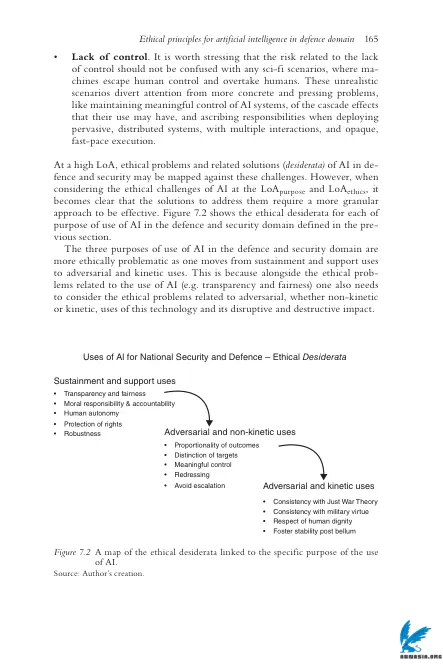 Ethical principles for artificial intelligence in defence domain 165
• Lack of control. It is worth stressing that the risk related to the lack
of control should not be confused with any sci-fi scenarios, where ma-
chines escape human control and overtake humans. These unrealistic
scenarios divert attention from more concrete and pressing problems,
like maintaining meaningful control of AI systems, of the cascade effects
that their use may have, and ascribing responsibilities when deploying
pervasive, distributed systems, with multiple interactions, and opaque,
fast-pace execution.
At a high LoA, ethical problems and related solutions (desiderata) of AI in de-
fence and security may be mapped against these challenges. However, when
considering the ethical challenges of AI at the LoApurpose and LoAethics, it
becomes clear that the solutions to address them require a more granular
approach to be effective. Figure 7.2 shows the ethical desiderata for each of
purpose of use of AI in the defence and security domain defined in the pre-
vious section.
The three purposes of use of AI in the defence and security domain are
more ethically problematic as one moves from sustainment and support uses
to adversarial and kinetic uses. This is because alongside the ethical prob-
lems related to the use of AI (e.g. transparency and fairness) one also needs
to consider the ethical problems related to adversarial, whether non-kinetic
or kinetic, uses of this technology and its disruptive and destructive impact.
Uses of AI for National Security and Defence – Ethical Desiderata
Sustainment and support uses
• Transparency and fairness
• Moral responsibility & accountability
• Human autonomy
• Protection of rights
• Robustness
Adversarial and non-kinetic uses
• Proportionality of outcomes
• Distinction of targets
• Meaningful control
• Redressing
• Avoid escalation
Adversarial and kinetic uses
• Consistency with Just War Theory
• Consistency with military virtue
• Respect of human dignity
• Foster stability post bellum
Figure 7.2 A map of the ethical desiderata linked to the specific purpose of the use
of AI.
Source: Author's creation.